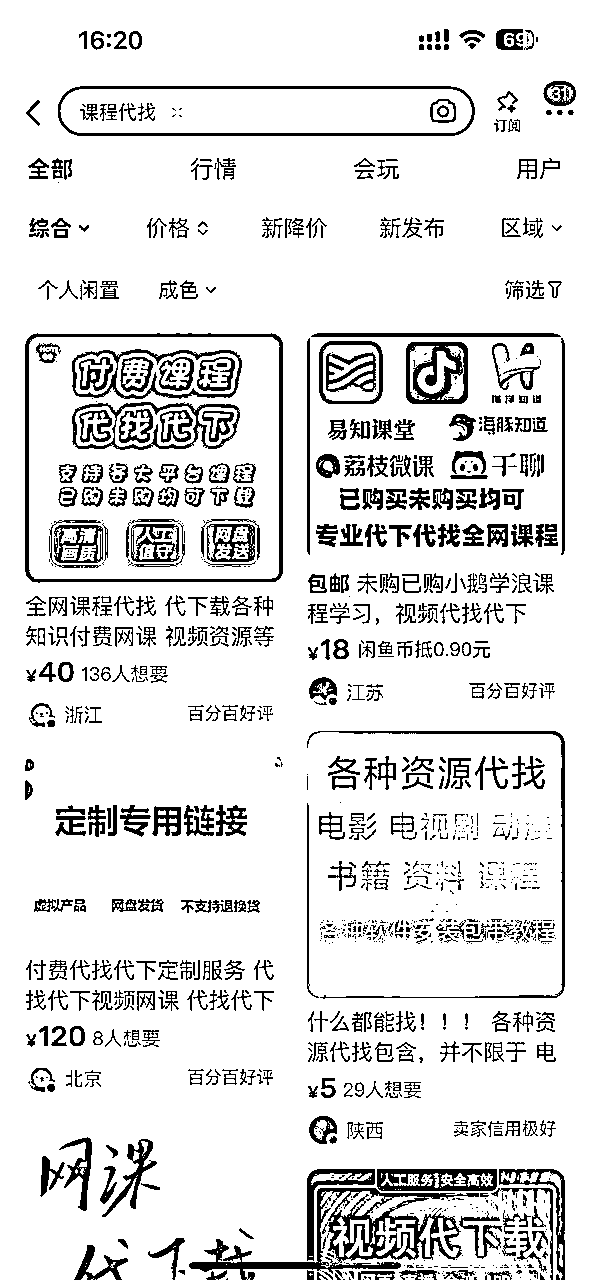 16:20
69
课程代找
订阅
31
全部 行情 会玩 用户
综合 价格 新降价 新发布 区域
个人闲置 成色 筛选
付费课程
代找代下
支持各大平台课程
已购未购均可下载
高清画质 人工值守 网盘发送
全网课程代找 代下载各种
知识付费网课 视频资源等
¥40 136人想要
浙江 百分百好评
易知课堂 海豚知道
荔枝微课 千聊
已购买未购买均可
专业代下代找全网课程
包邮 未购已购小鹅学浪课
程学习，视频代找代下
¥18 闲鱼币抵0.90元
江苏 百分百好评
定制专用链接
虚拟产品 网盘发货 不支持退换货
付费代找代下定制服务 代
找代下视频网课 代找代下
¥120 8人想要
北京 百分百好评
各种资源代找
电影 电视剧 动漫
书籍 资料 课程
各种软件安装包带教程
什么都能找！！！ 各种资
源代找包含，并不限于 电
¥5 29人想要
陕西 卖家信用极好
网课
代下载
人工服务 安全高效
视频代下载